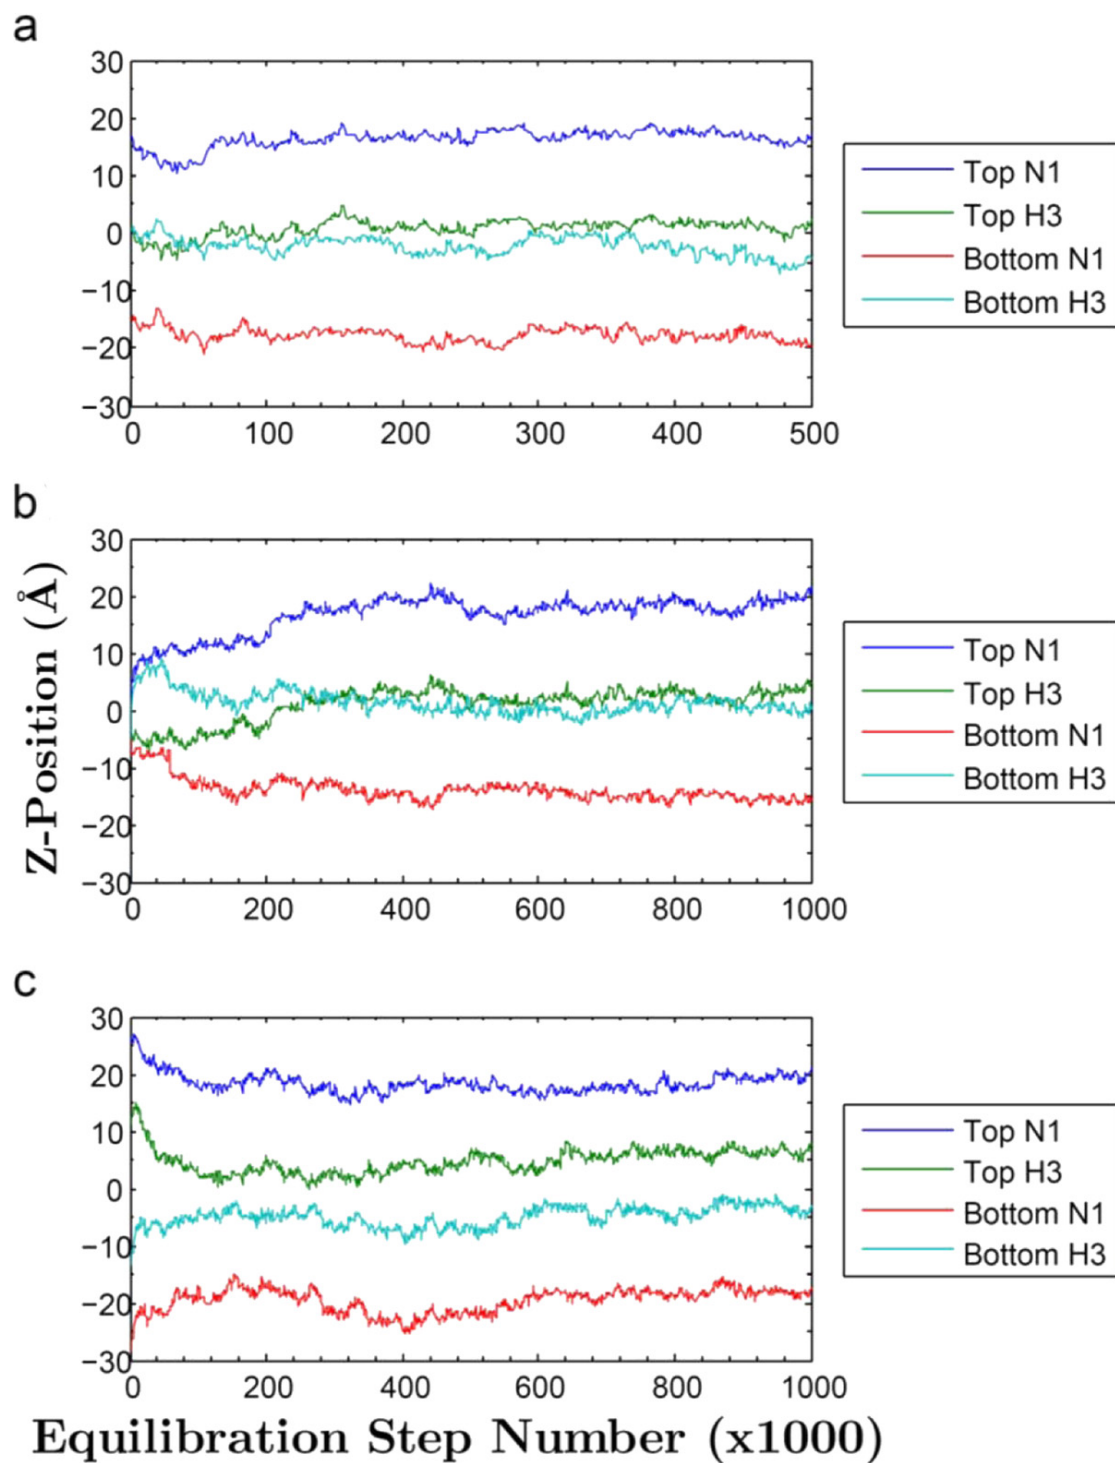 a
30
20
10
0
−10
−20
−30
0 100 200 300 400 500
Top N1
Top H3
Bottom N1
Bottom H3
b
Z-Position (Å)
30
20
10
0
−10
−20
−30
0 200 400 600 800 1000
Top N1
Top H3
Bottom N1
Bottom H3
c
30
20
10
0
−10
−20
−30
0 200 400 600 800 1000
Top N1
Top H3
Bottom N1
Bottom H3
Equilibration Step Number (x1000)